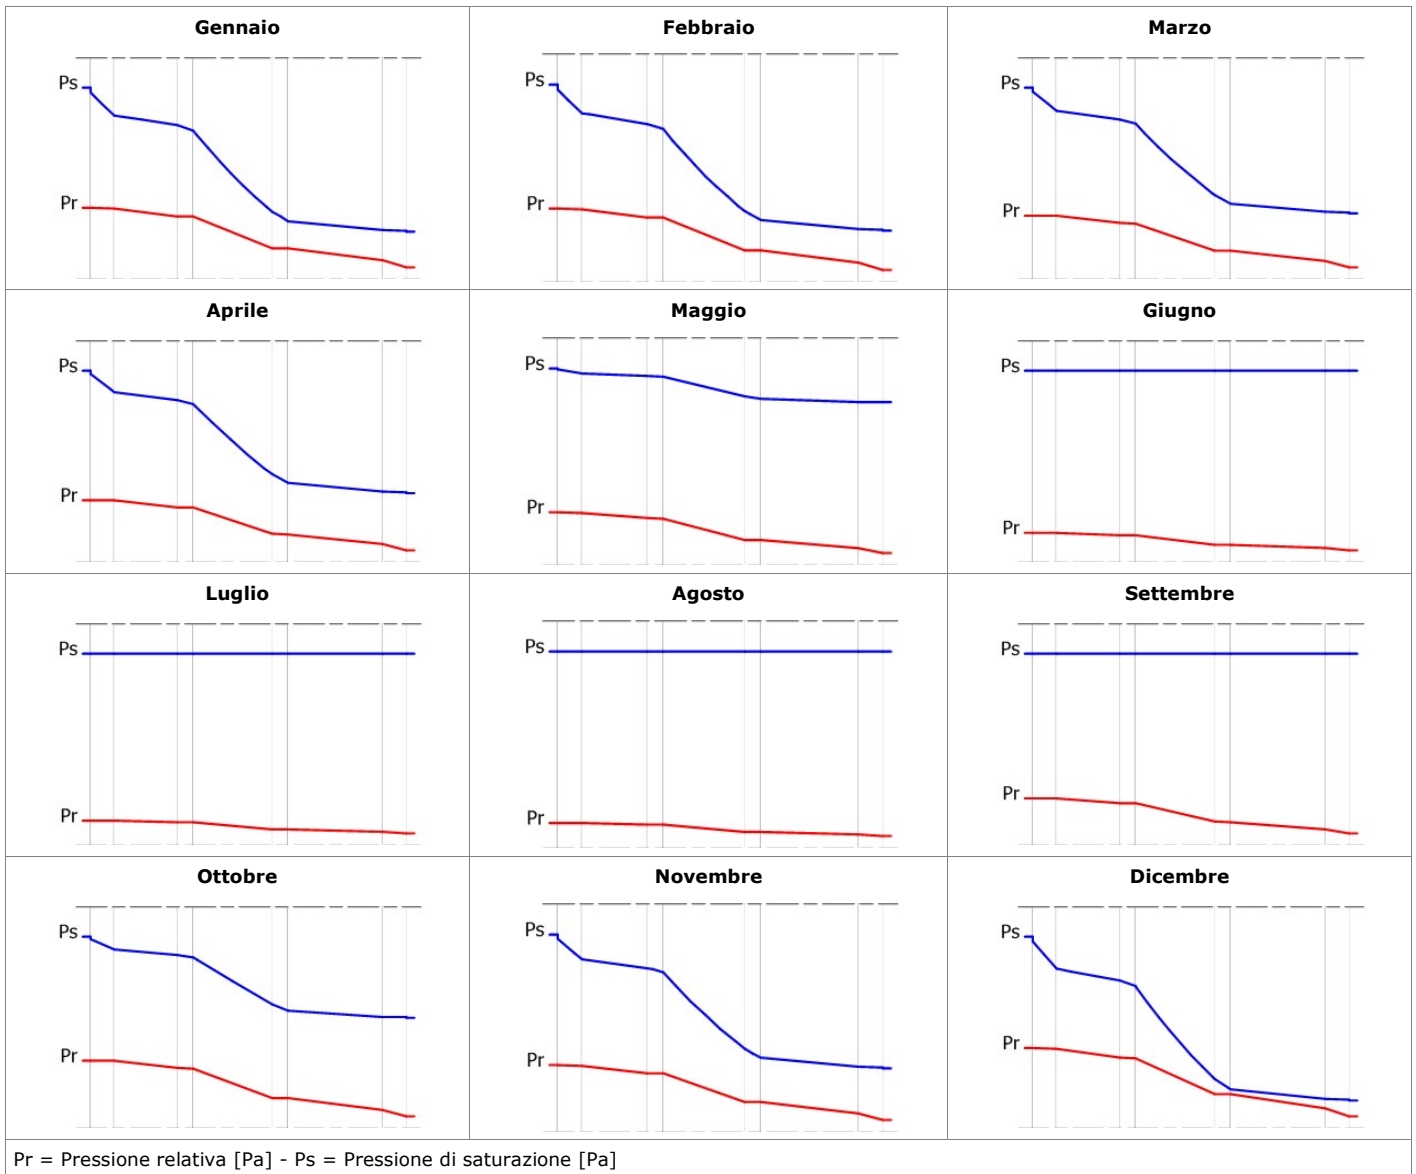 Gennaio
Febbraio
Marzo
Ps
Pr
Ps
Pr
Ps
Pr
Aprile
Maggio
Giugno
Ps
Pr
Ps
Pr
Ps
Pr
Luglio
Agosto
Settembre
Ps
Pr
Ps
Pr
Ps
Pr
Ottobre
Novembre
Dicembre
Ps
Pr
Ps
Pr
Ps
Pr
Pr = Pressione relativa [Pa] - Ps = Pressione di saturazione [Pa]